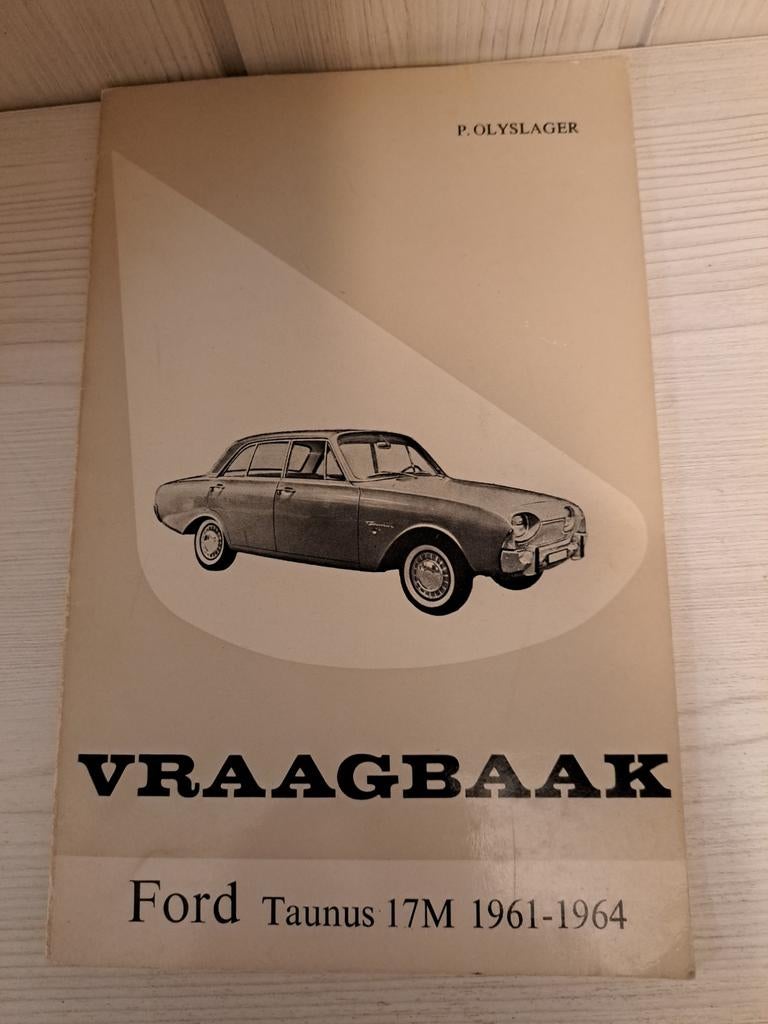 P. OLYSLAGER
VRAAGBAAK
Ford Taunus 17M 1961-1964